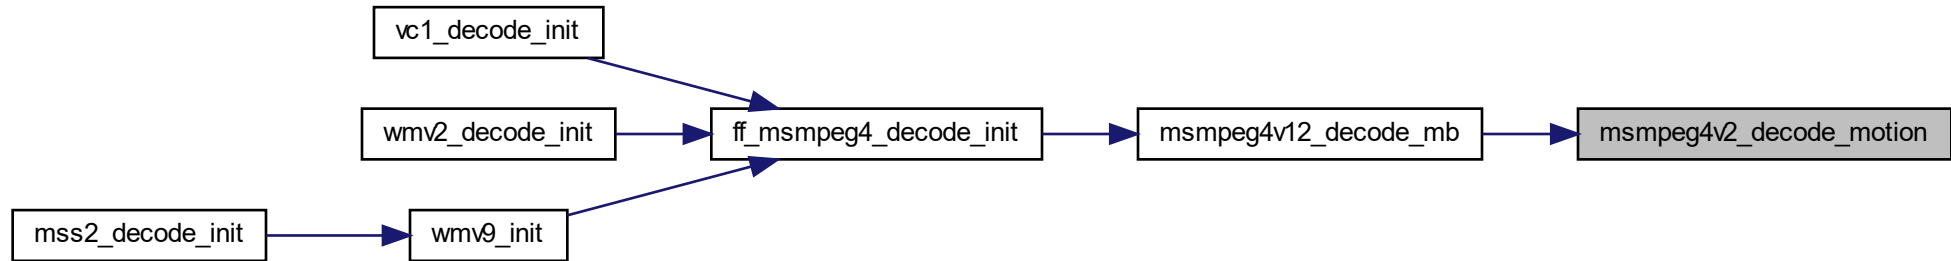 vc1_decode_init
wmv2_decode_init
ff_msmpeg4_decode_init
msmpeg4v12_decode_mb
msmpeg4v2_decode_motion
mss2_decode_init
wmv9_init